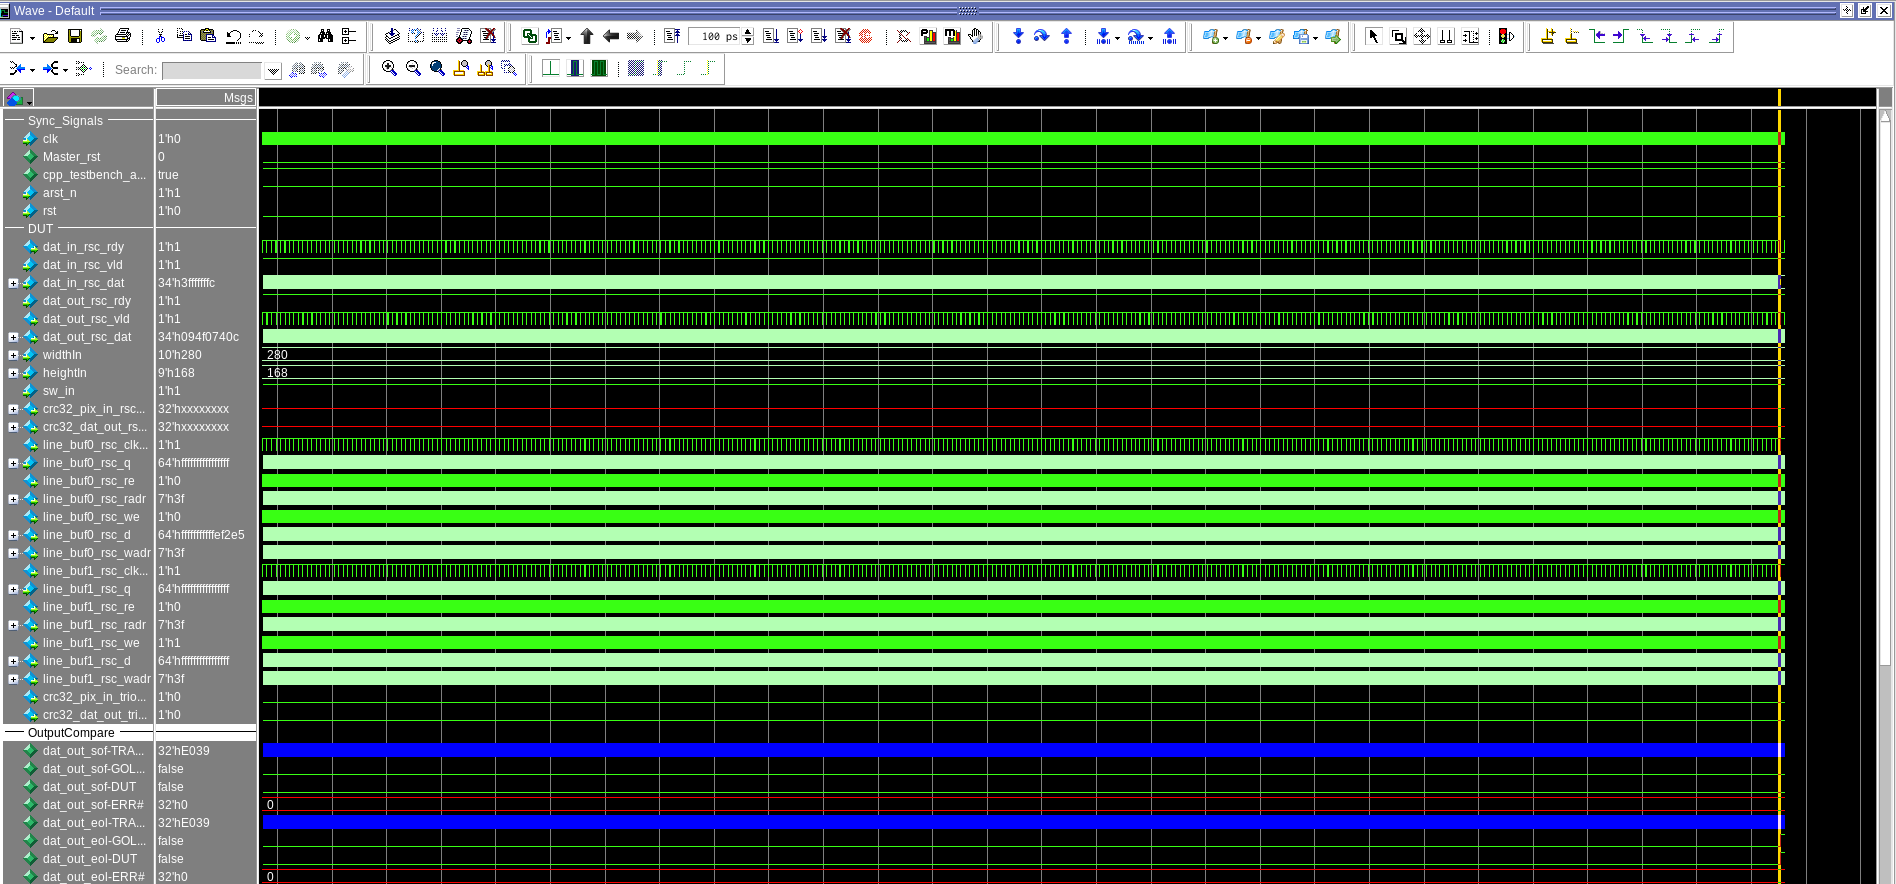 Wave - Default
100 ps
Search:
Msgs
Sync_Signals
clk 1'h0
Master_rst 0
cpp_testbench_a... true
arst_n 1'h1
rst 1'h0
DUT
dat_in_rsc_rdy 1'h1
dat_in_rsc_vld 1'h1
dat_in_rsc_dat 34'h3fffffffc
dat_out_rsc_rdy 1'h1
dat_out_rsc_vld 1'h1
dat_out_rsc_dat 34'h094f0740c
widthIn 10'h280 280
heightIn 9'h168 168
sw_in 1'h1
crc32_pix_in_rsc... 32'hxxxxxxxx
crc32_dat_out_rs... 32'hxxxxxxxx
line_buf0_rsc_clk... 1'h1
line_buf0_rsc_q 64'hffffffffffffffff
line_buf0_rsc_re 1'h0
line_buf0_rsc_radr 7'h3f
line_buf0_rsc_we 1'h0
line_buf0_rsc_d 64'hfffffffffffef2e5
line_buf0_rsc_wadr 7'h3f
line_buf1_rsc_clk... 1'h1
line_buf1_rsc_q 64'hffffffffffffffff
line_buf1_rsc_re 1'h0
line_buf1_rsc_radr 7'h3f
line_buf1_rsc_we 1'h1
line_buf1_rsc_d 64'hffffffffffffffff
line_buf1_rsc_wadr 7'h3f
crc32_pix_in_trio... 1'h0
crc32_dat_out_tri... 1'h0
OutputCompare
dat_out_sof-TRA... 32'hE039
dat_out_sof-GOL... false
dat_out_sof-DUT false
dat_out_sof-ERR# 32'h0 0
dat_out_eol-TRA... 32'hE039
dat_out_eol-GOL... false
dat_out_eol-DUT false
dat_out_eol-ERR# 32'h0 0